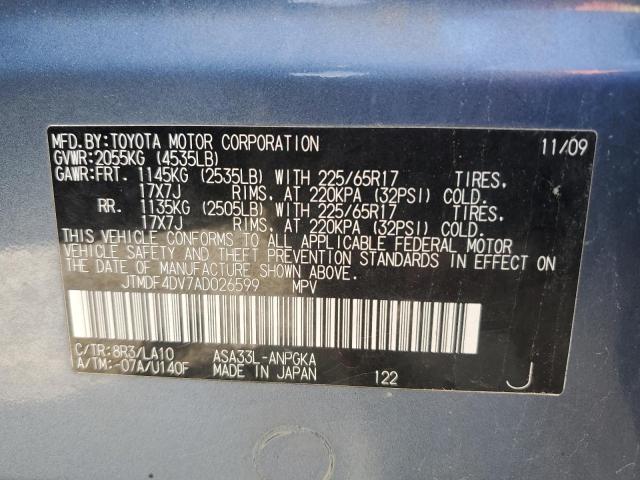 MFD.BY:TOYOTA MOTOR CORPORATION 11/09
GVWR:2055KG (4535LB)
GAWR:FRT. 1145KG (2535LB) WITH 225/65R17 TIRES,
17X7J RIMS, AT 220KPA (32PSI) COLD.
RR. 1135KG (2505LB) WITH 225/65R17 TIRES,
17X7J RIMS, AT 220KPA (32PSI) COLD.
THIS VEHICLE CONFORMS TO ALL APPLICABLE FEDERAL MOTOR
VEHICLE SAFETY AND THEFT PREVENTION STANDARDS IN EFFECT ON
THE DATE OF MANUFACTURE SHOWN ABOVE.
JTMDF4DV7AD026599 MPV
C/TR:8R3/LA10 ASA33L-ANPGKA
A/TM:-07A/U140F MADE IN JAPAN 122 J